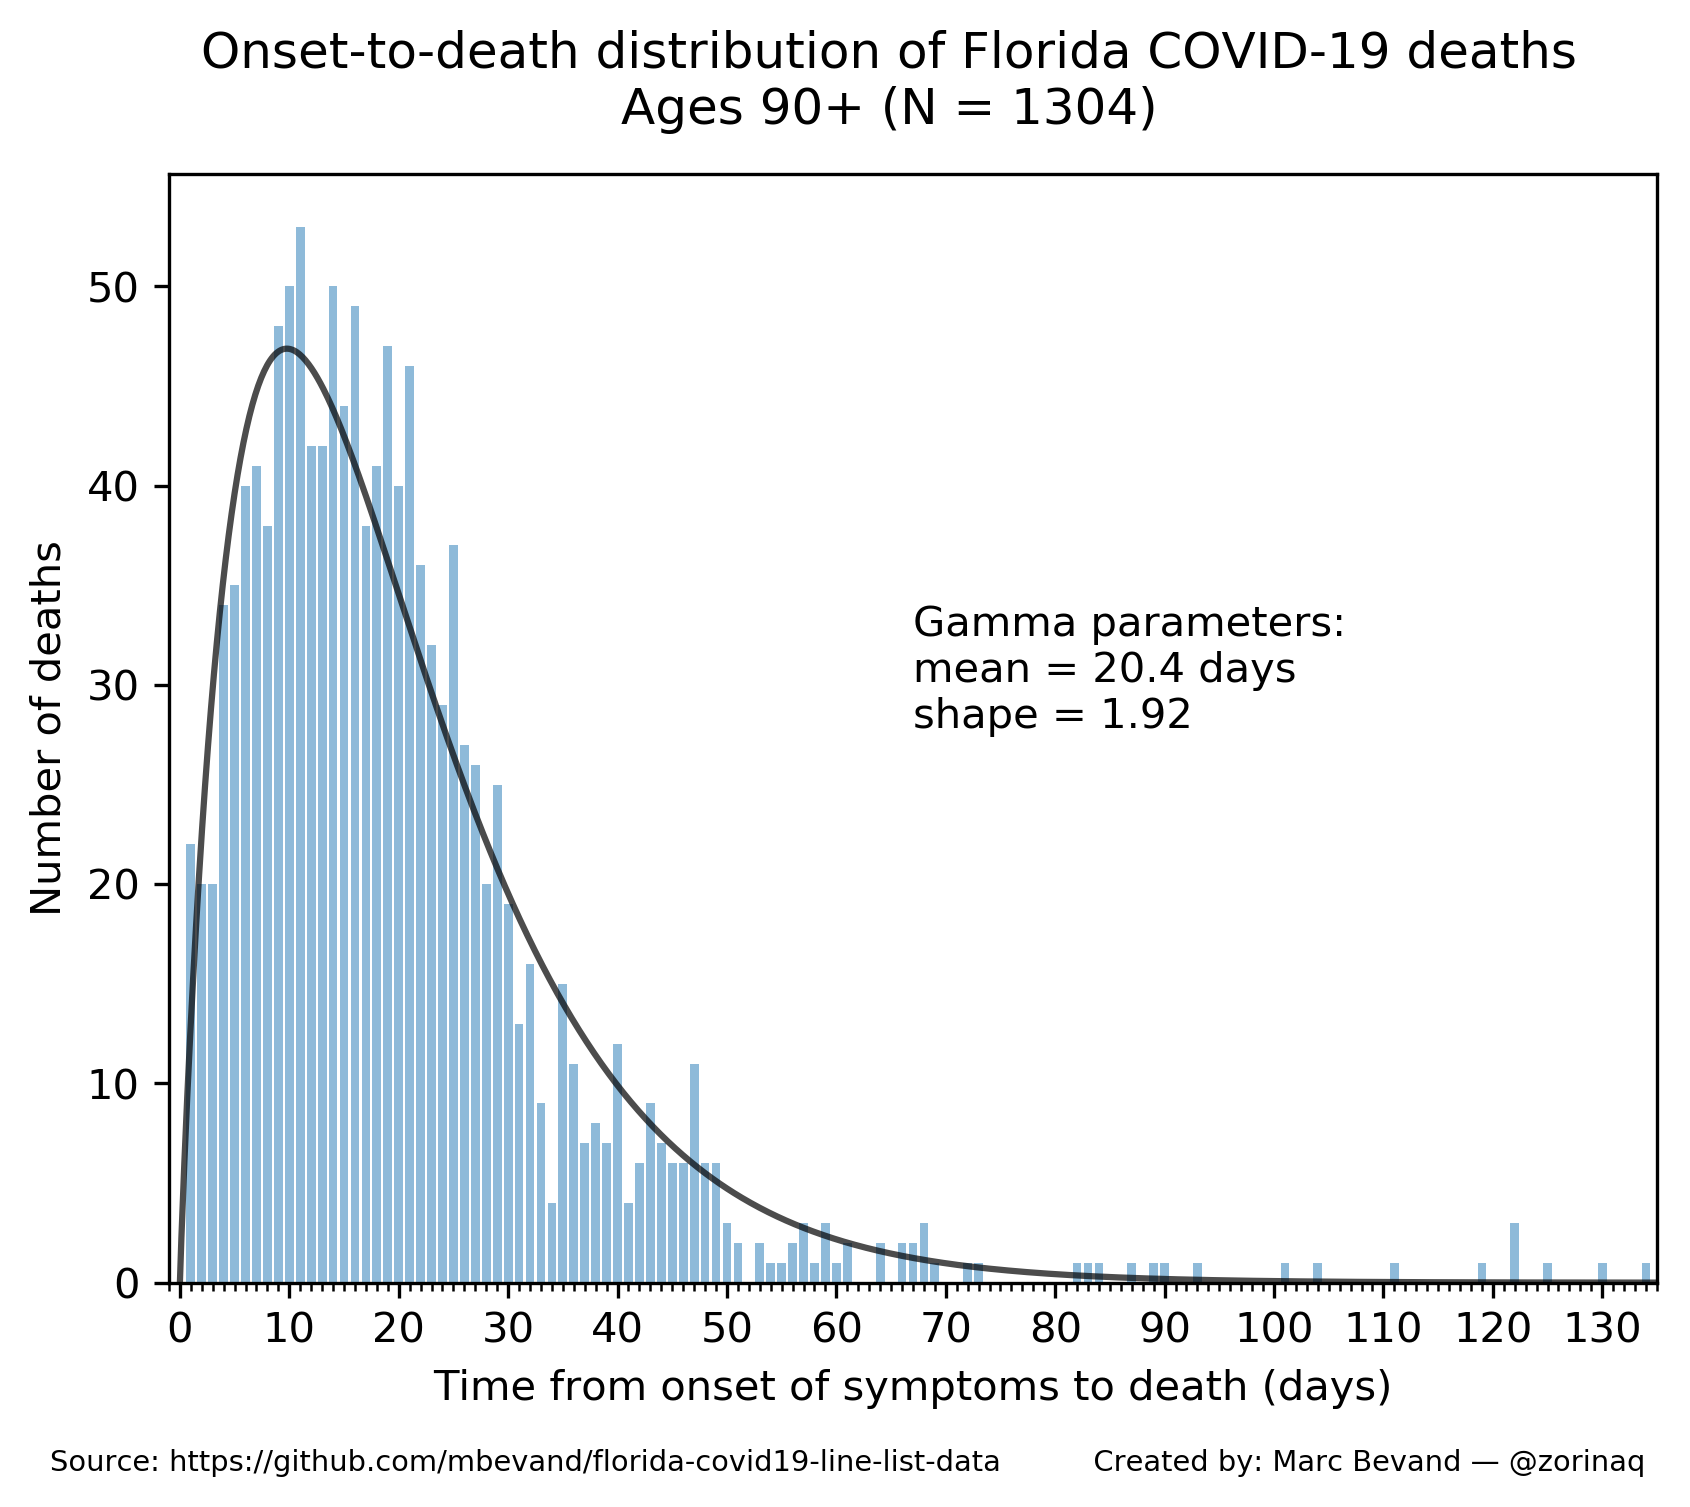 Onset-to-death distribution of Florida COVID-19 deaths
Ages 90+ (N = 1304)
50
40
30
20
10
0
Number of deaths
Gamma parameters:
mean = 20.4 days
shape = 1.92
0 10 20 30 40 50 60 70 80 90 100 110 120 130
Time from onset of symptoms to death (days)
Source: https://github.com/mbevand/florida-covid19-line-list-data Created by: Marc Bevand — @zorinaq